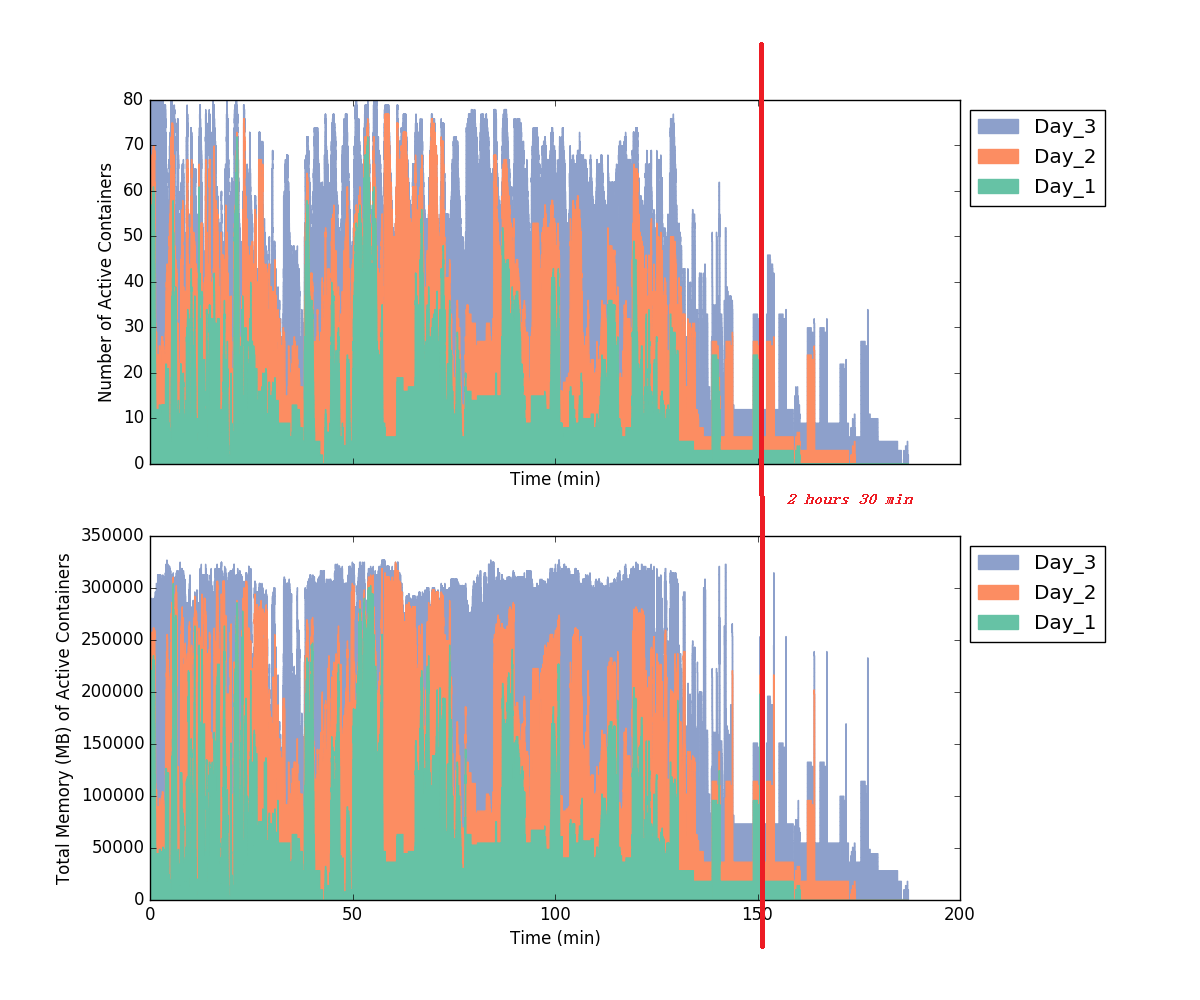 80
70
60
50
40
30
20
10
0
Number of Active Containers
Time (min)
Day_3
Day_2
Day_1
2 hours 30 min
350000
300000
250000
200000
150000
100000
50000
0
Total Memory (MB) of Active Containers
0 50 100 150 200
Time (min)
Day_3
Day_2
Day_1